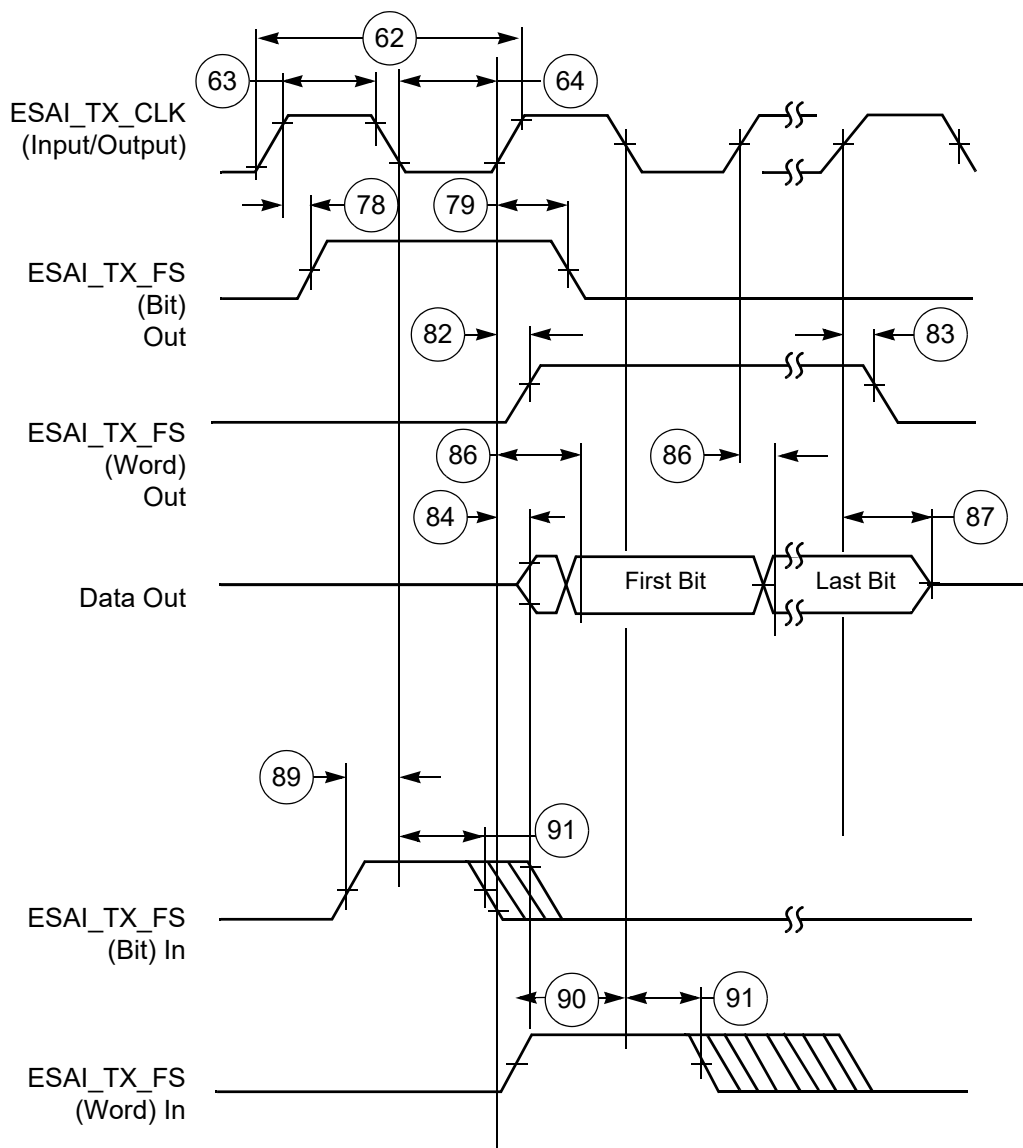 62
63
64
ESAI_TX_CLK
(Input/Output)
78
79
ESAI_TX_FS
(Bit)
Out
82
83
ESAI_TX_FS
(Word)
Out
86
86
84
87
Data Out
First Bit
Last Bit
89
91
ESAI_TX_FS
(Bit) In
90
91
ESAI_TX_FS
(Word) In